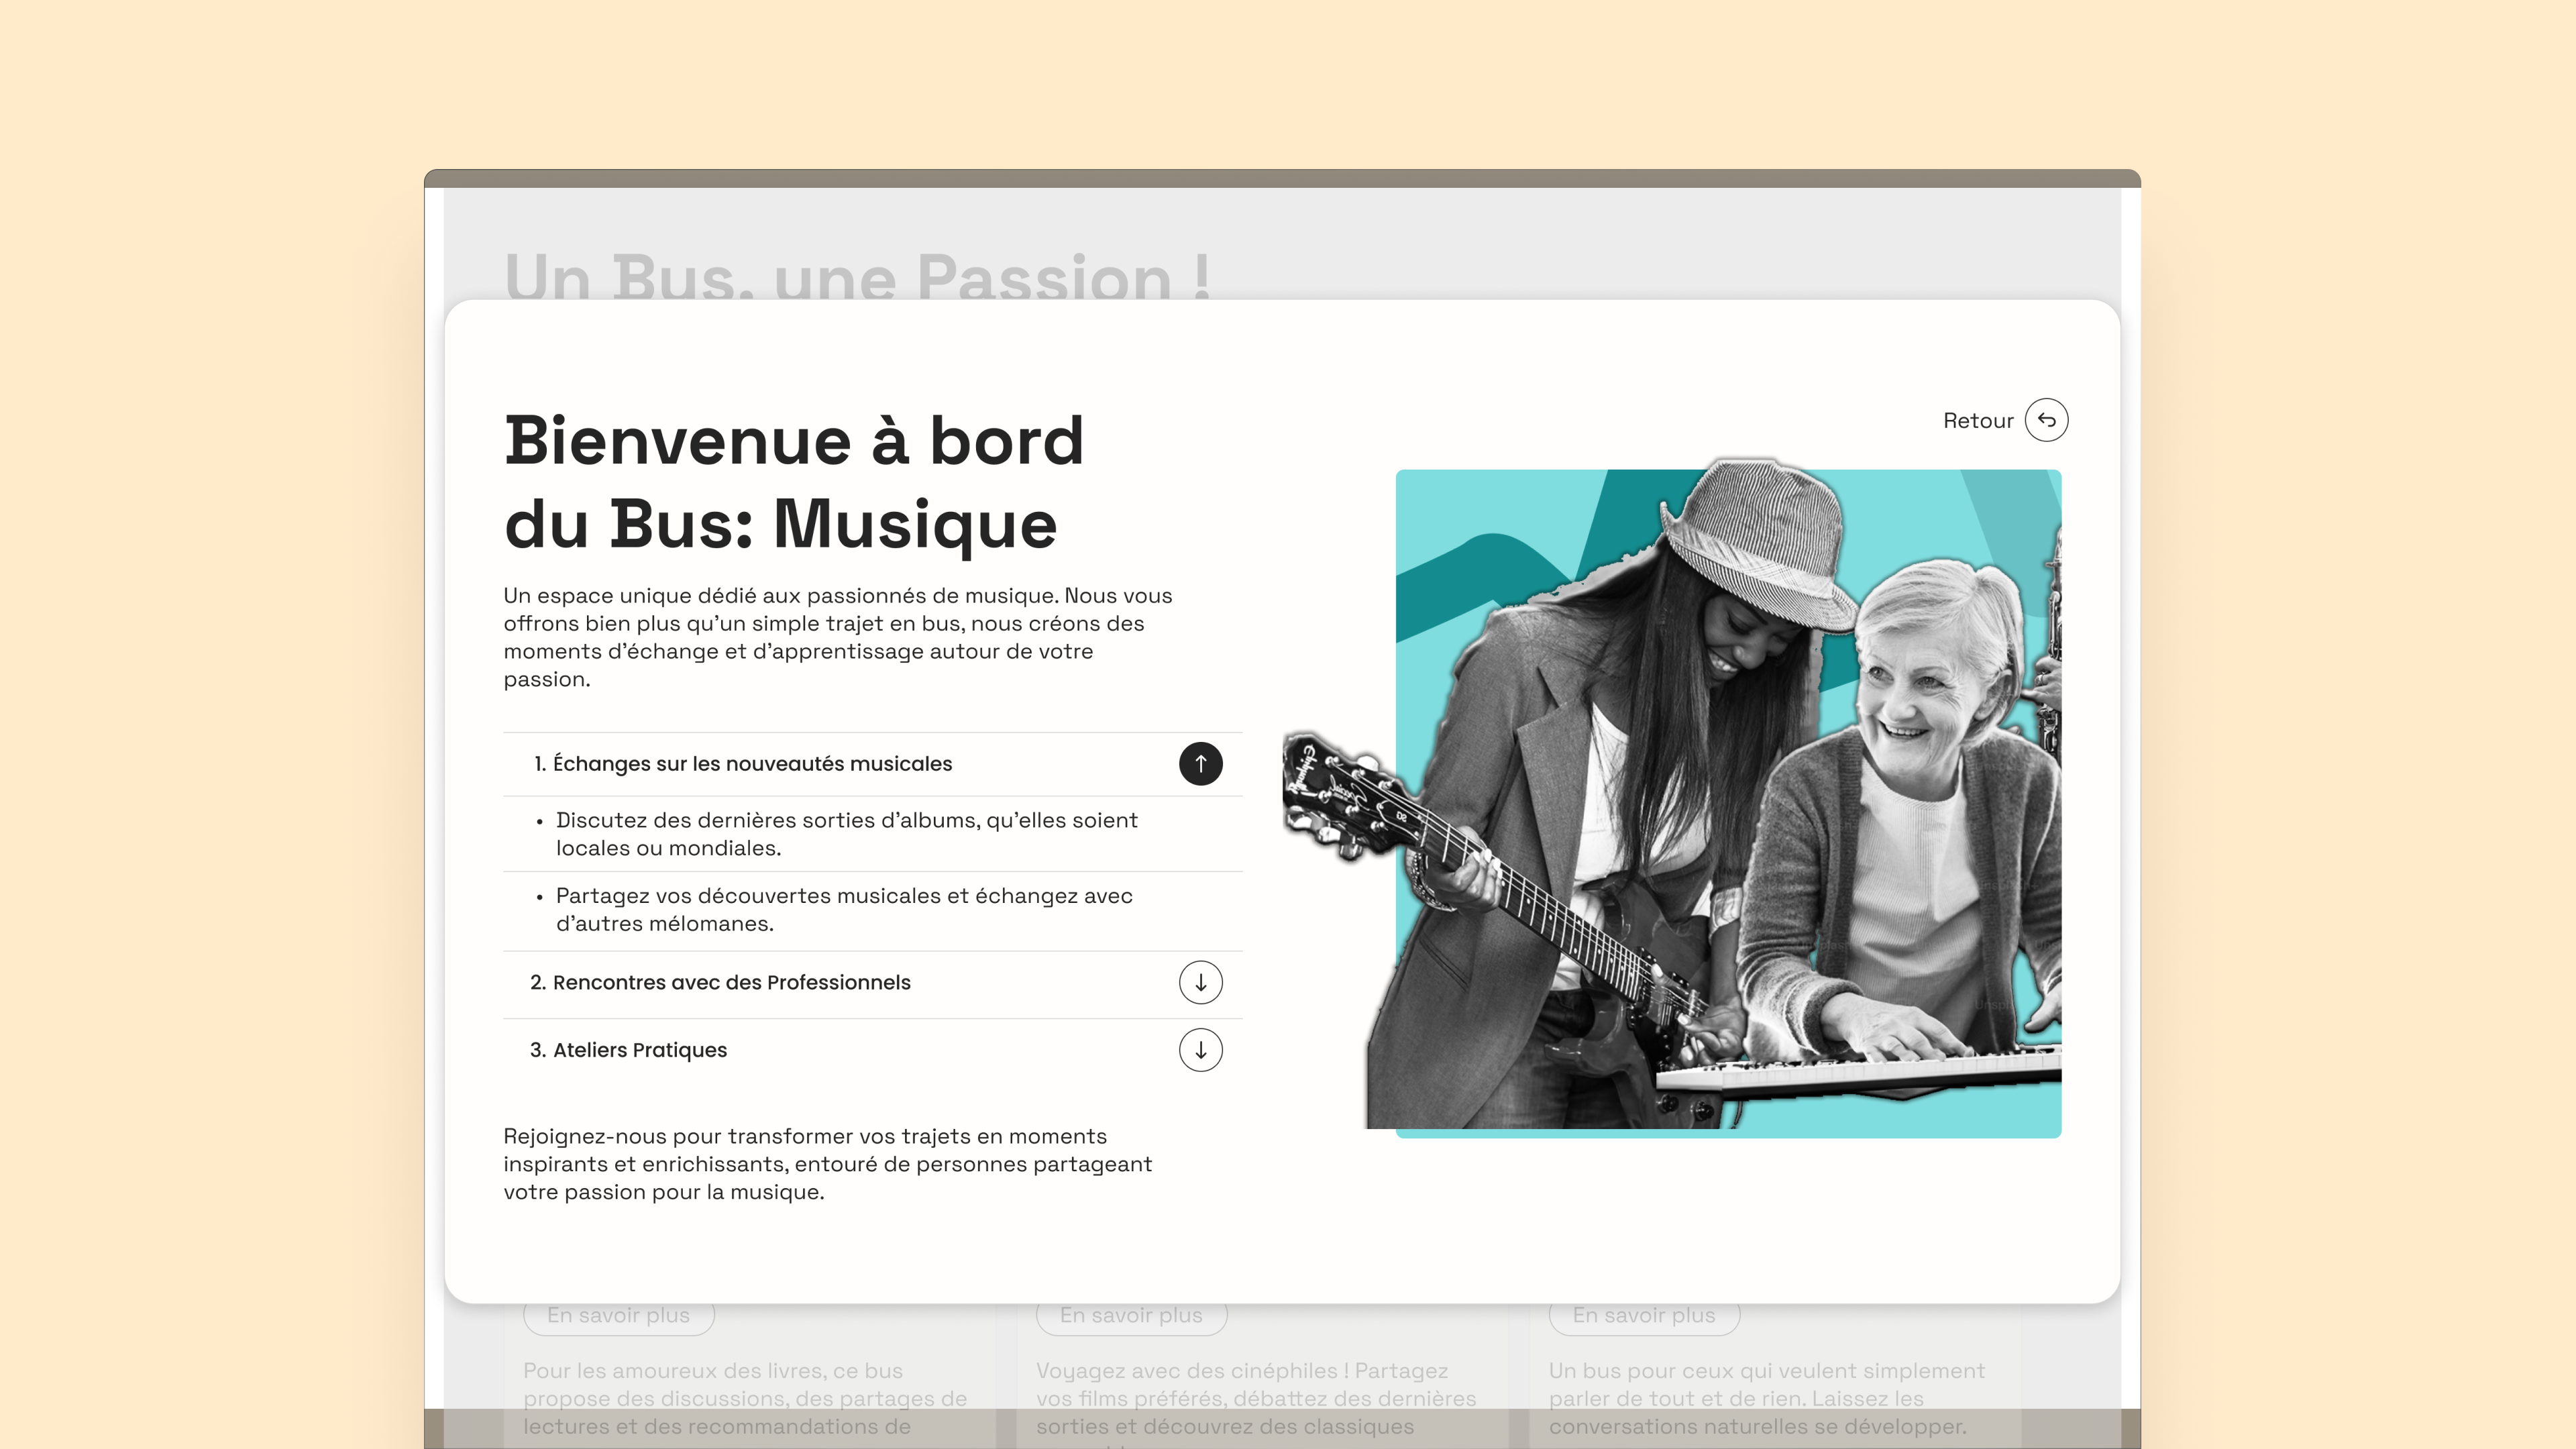 Un Bus, une Passion !
Bienvenue à bord
du Bus: Musique
Retour
Un espace unique dédié aux passionnés de musique. Nous vous
offrons bien plus qu’un simple trajet en bus, nous créons des
moments d’échange et d’apprentissage autour de votre
passion.
1. Échanges sur les nouveautés musicales
• Discutez des dernières sorties d’albums, qu’elles soient
locales ou mondiales.
• Partagez vos découvertes musicales et échangez avec
d’autres mélomanes.
2. Rencontres avec des Professionnels
3. Ateliers Pratiques
Rejoignez-nous pour transformer vos trajets en moments
inspirants et enrichissants, entouré de personnes partageant
votre passion pour la musique.
Epiphone
En savoir plus
Pour les amoureux des livres, ce bus
propose des discussions, des partages de
lectures et des recommandations de
En savoir plus
Voyagez avec des cinéphiles ! Partagez
vos films préférés, débattez des dernières
sorties et découvrez des classiques
En savoir plus
Un bus pour ceux qui veulent simplement
parler de tout et de rien. Laissez les
conversations naturelles se développer.